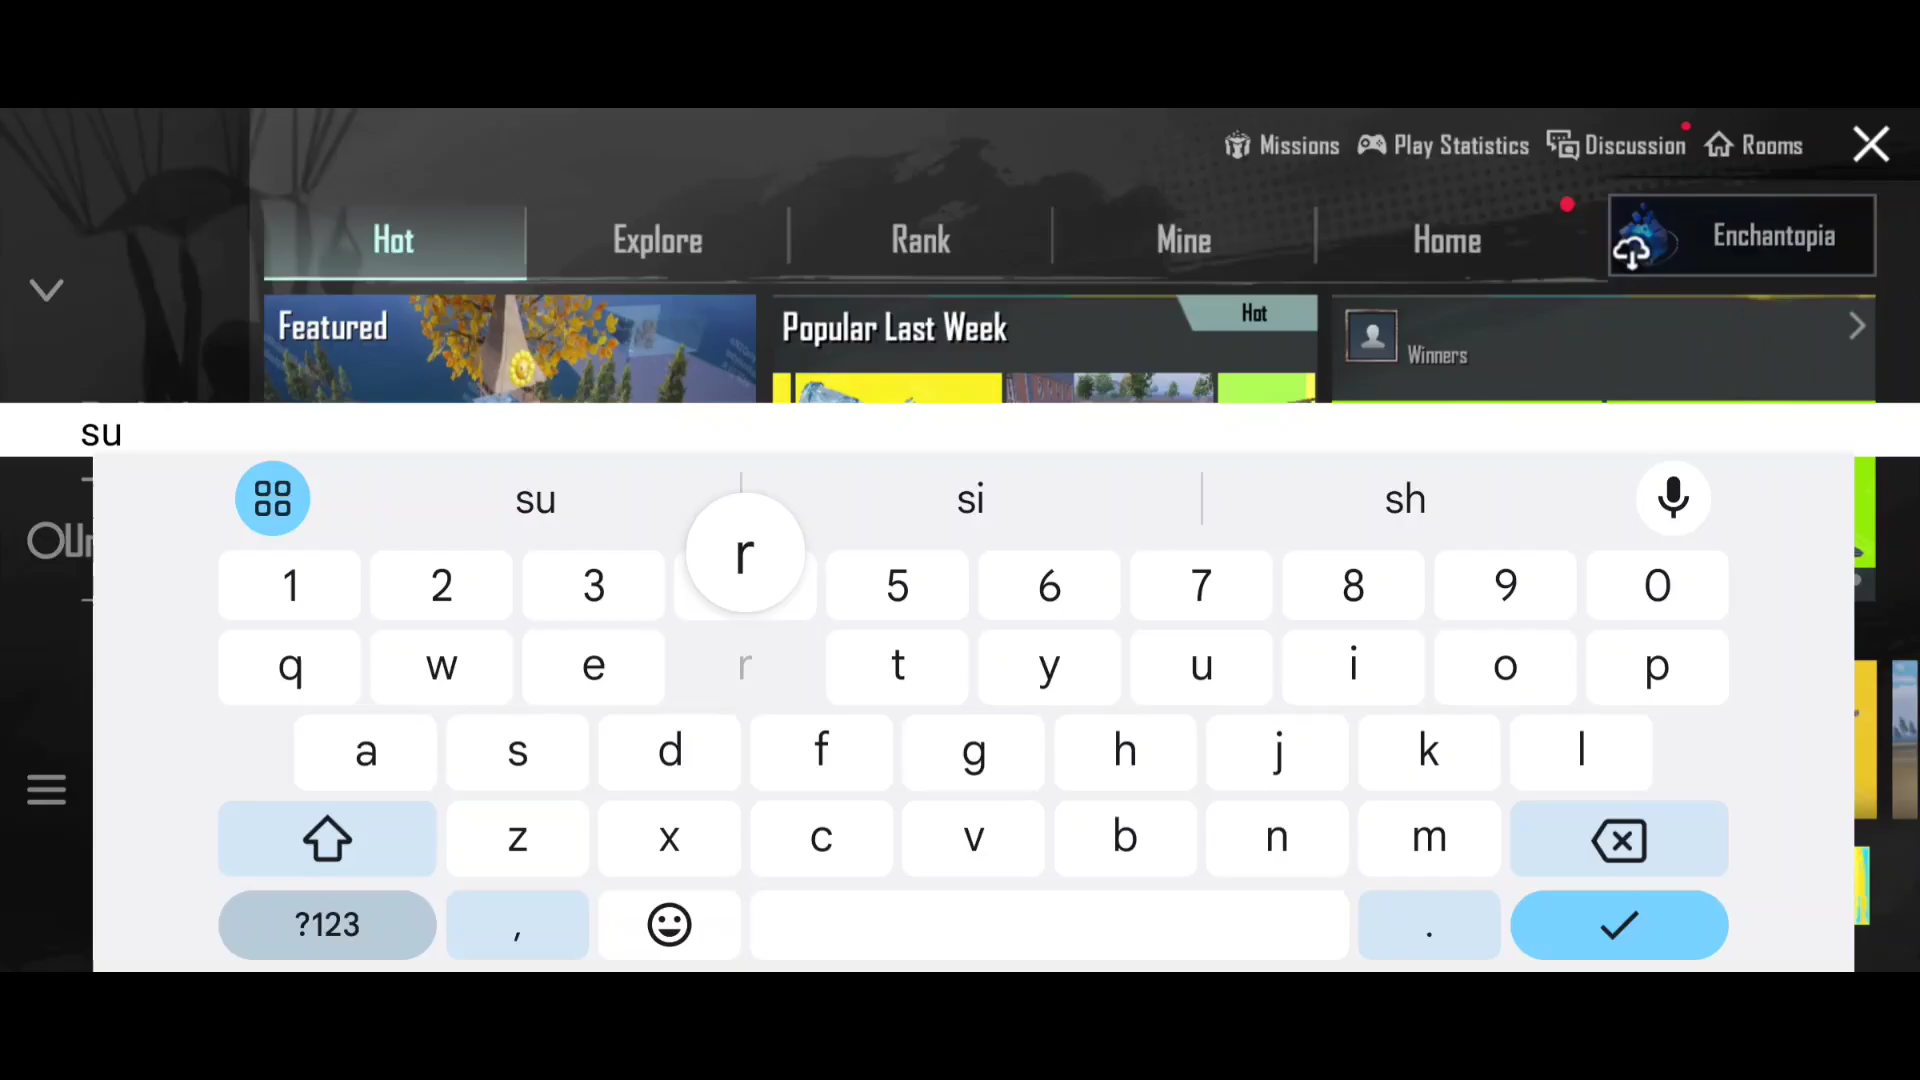 Missions Play Statistics Discussion Rooms
Hot Explore Rank Mine Home Enchantopia
Featured Popular Last Week Hot
Winners
su
su si sh
r
1 2 3 5 6 7 8 9 0
q w e r t y u i o p
a s d f g h j k l
z x c v b n m
?123 , .